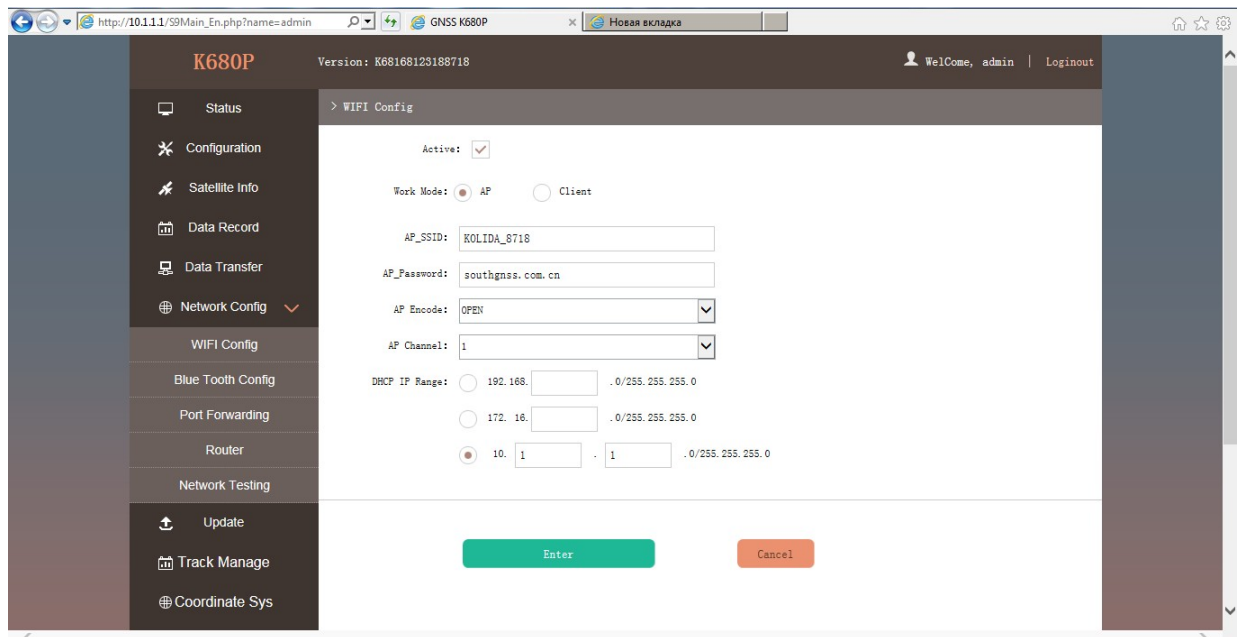 http://10.1.1.1/S9Main_En.php?name=admin GNSS K680P × Новая вкладка
K680P Version: K68168123188718 WelCome, admin | Loginout
Status > WIFI Config
Active:
Configuration
Work Mode: AP Client
Satellite Info
Data Record
AP_SSID: KOLIDA_8718
Data Transfer
AP_Password: southgnss.com.cn
Network Config AP Encode: OPEN
WIFI Config AP Channel: 1
Blue Tooth Config DHCP IP Range: 192.168. .0/255.255.255.0
Port Forwarding 172. 16. .0/255.255.255.0
Router 10. 1 . 1 .0/255.255.255.0
Network Testing
Update
Enter Cancel
Track Manage
Coordinate Sys